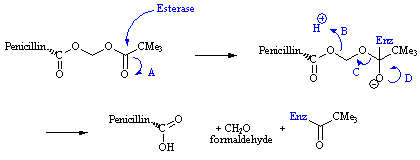 Esterase
Penicillin
C
O
O
O
C
O
CMe3
A
H
+
B
Penicillin
C
O
O
O
C
Enz
C
CMe3
O
−
D
Penicillin
C
O
OH
+ CH2O
formaldehyde
+
Enz
C
O
CMe3